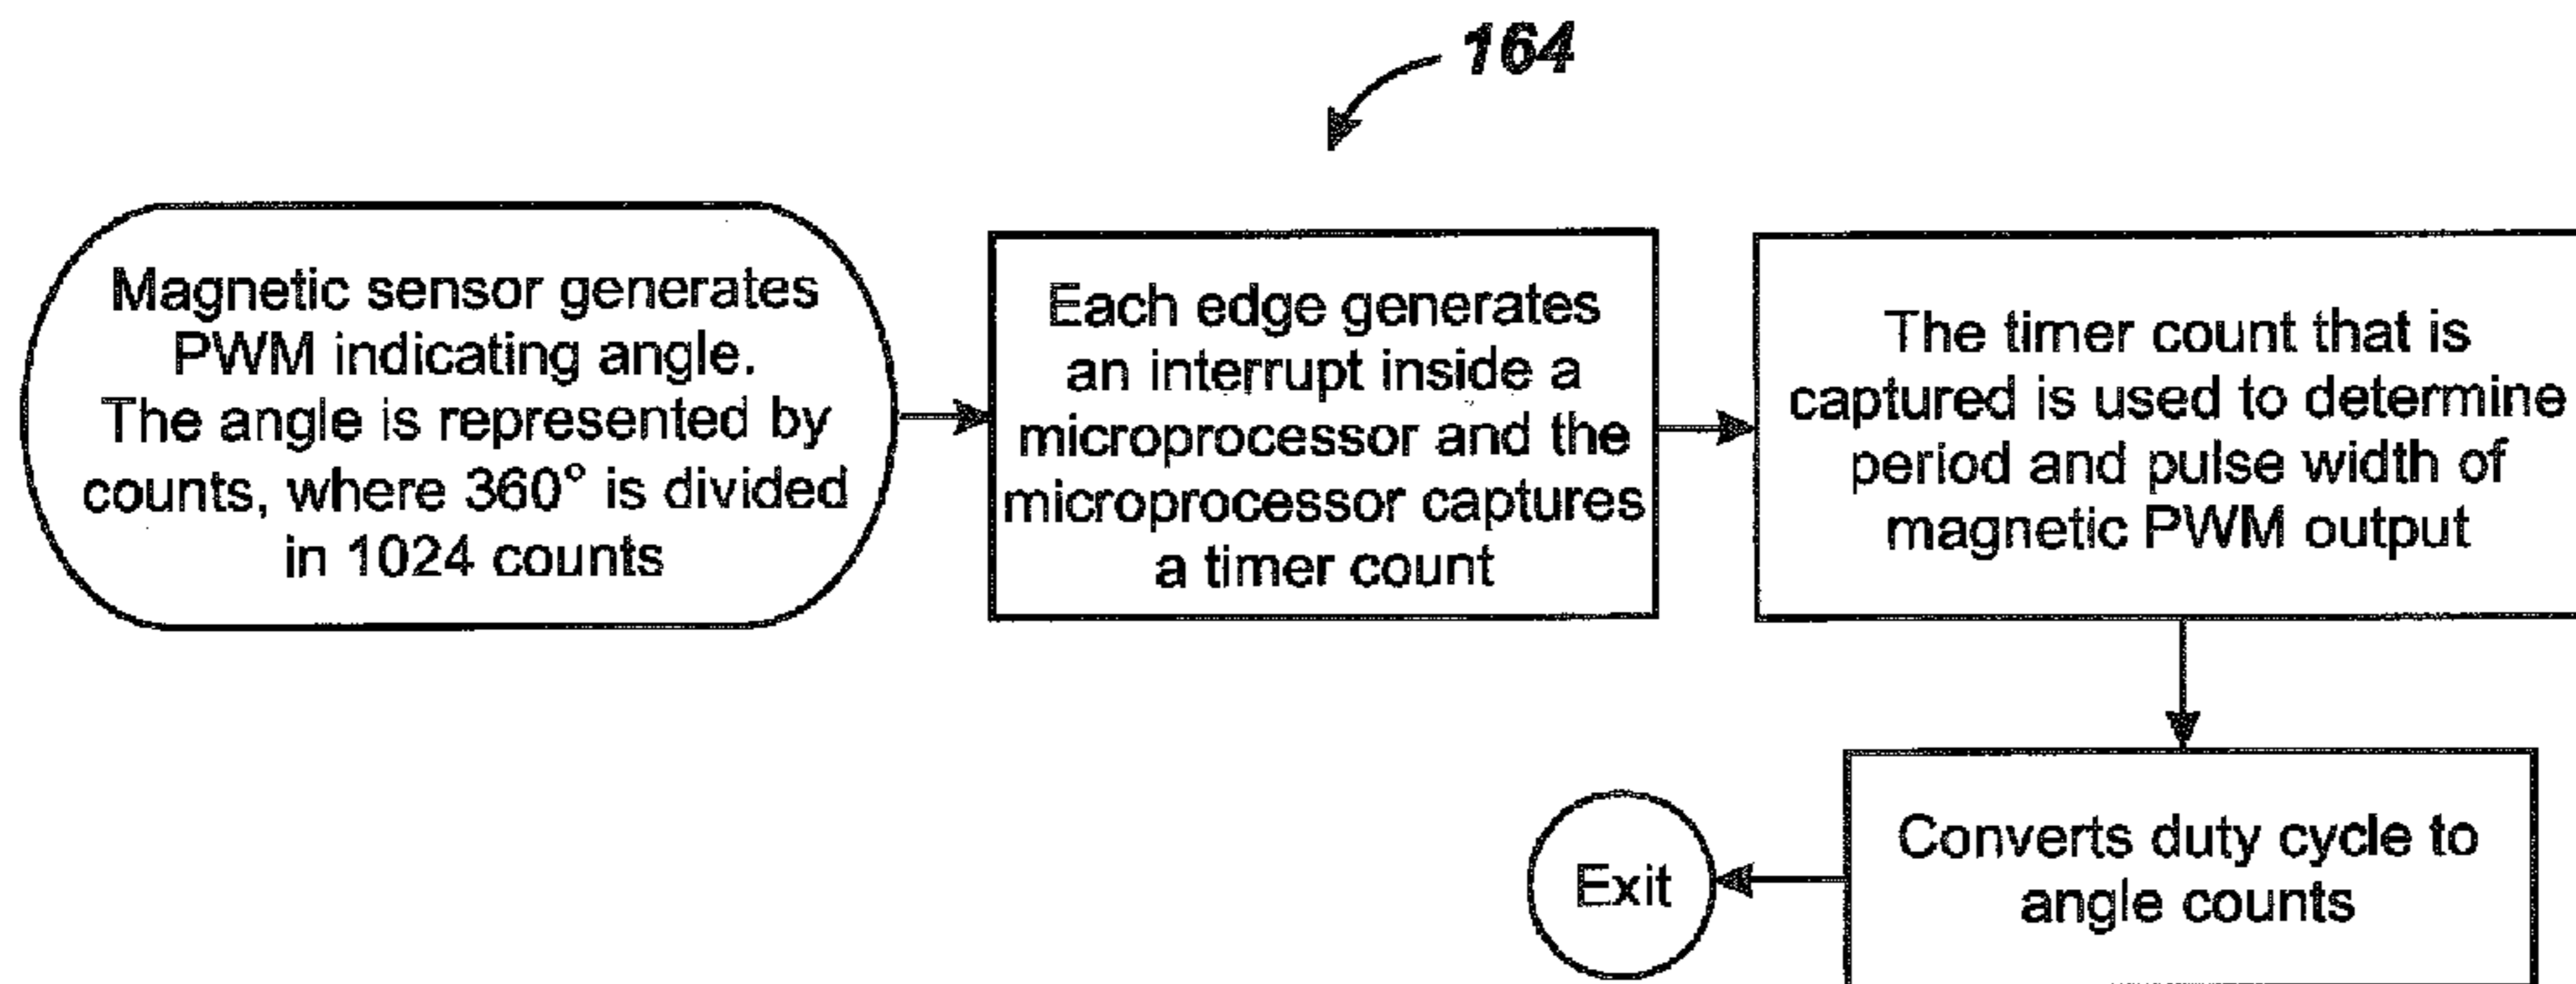 164
Magnetic sensor generates
PWM indicating angle.
The angle is represented by
counts, where 360° is divided
in 1024 counts
Each edge generates
an interrupt inside a
microprocessor and the
microprocessor captures
a timer count
The timer count that is
captured is used to determine
period and pulse width of
magnetic PWM output
Converts duty cycle to
angle counts
Exit